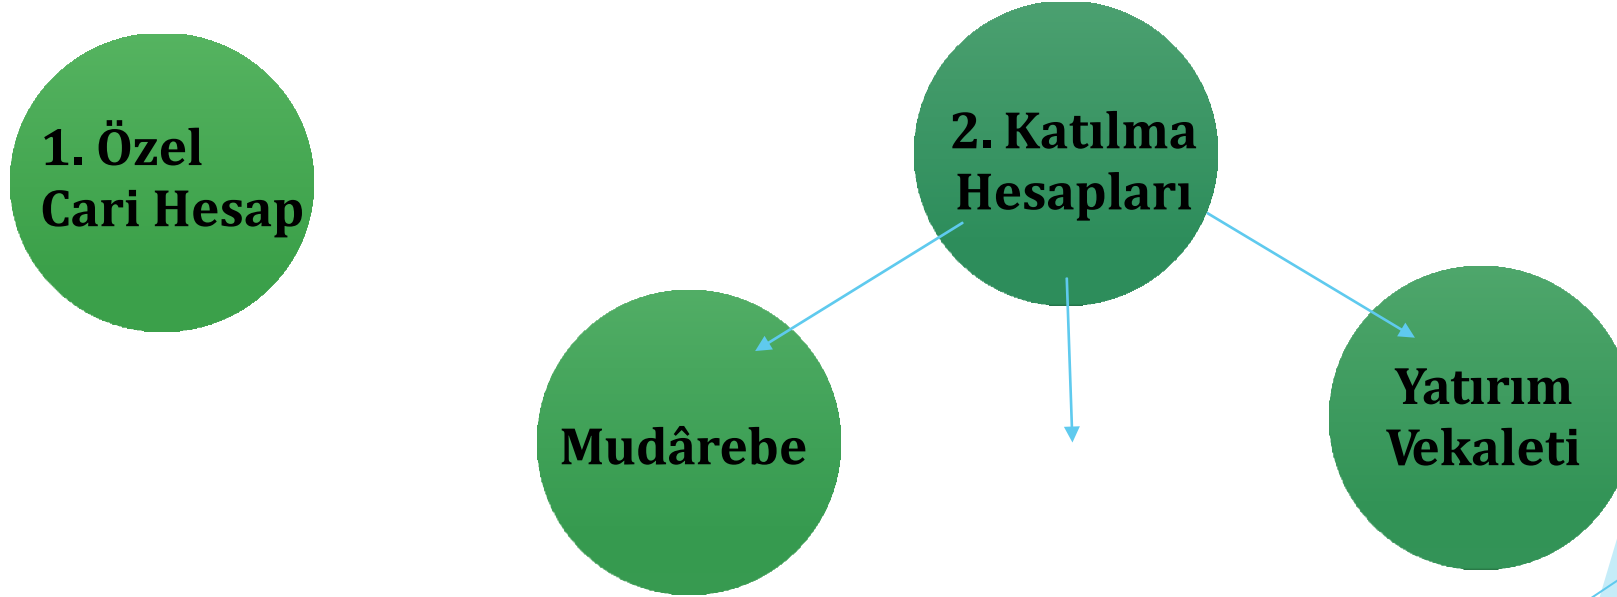 1. Özel
Cari Hesap
2. Katılma
Hesapları
Mudârebe
Yatırım
Vekaleti